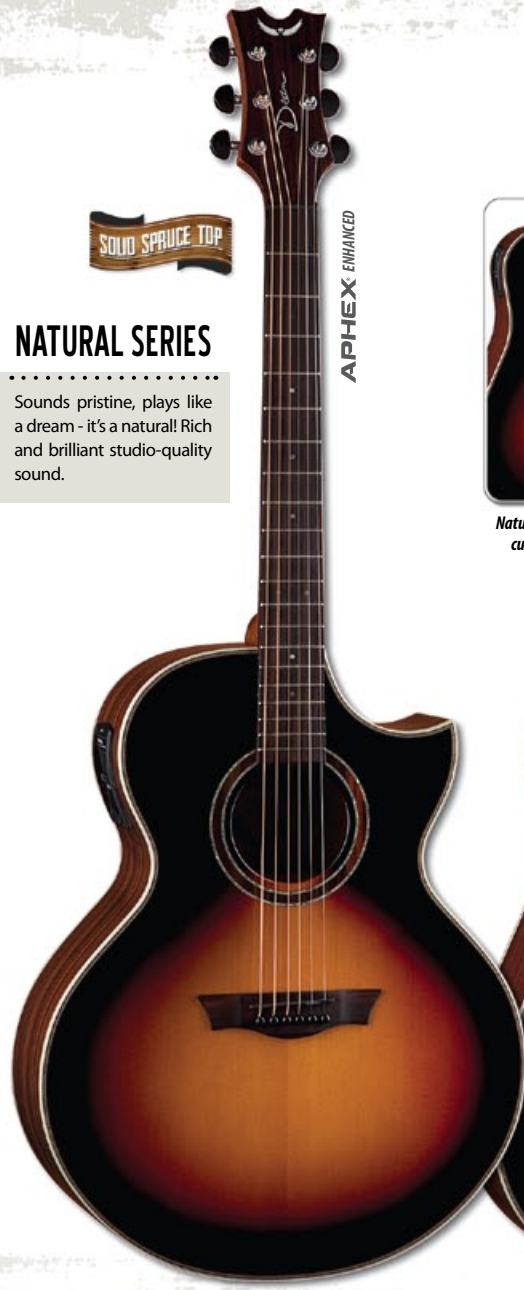 Dean
SOLID SPRUCE TOP
APHEX ENHANCED
NATURAL SERIES
Sounds pristine, plays like
a dream - it's a natural! Rich
and brilliant studio-quality
sound.